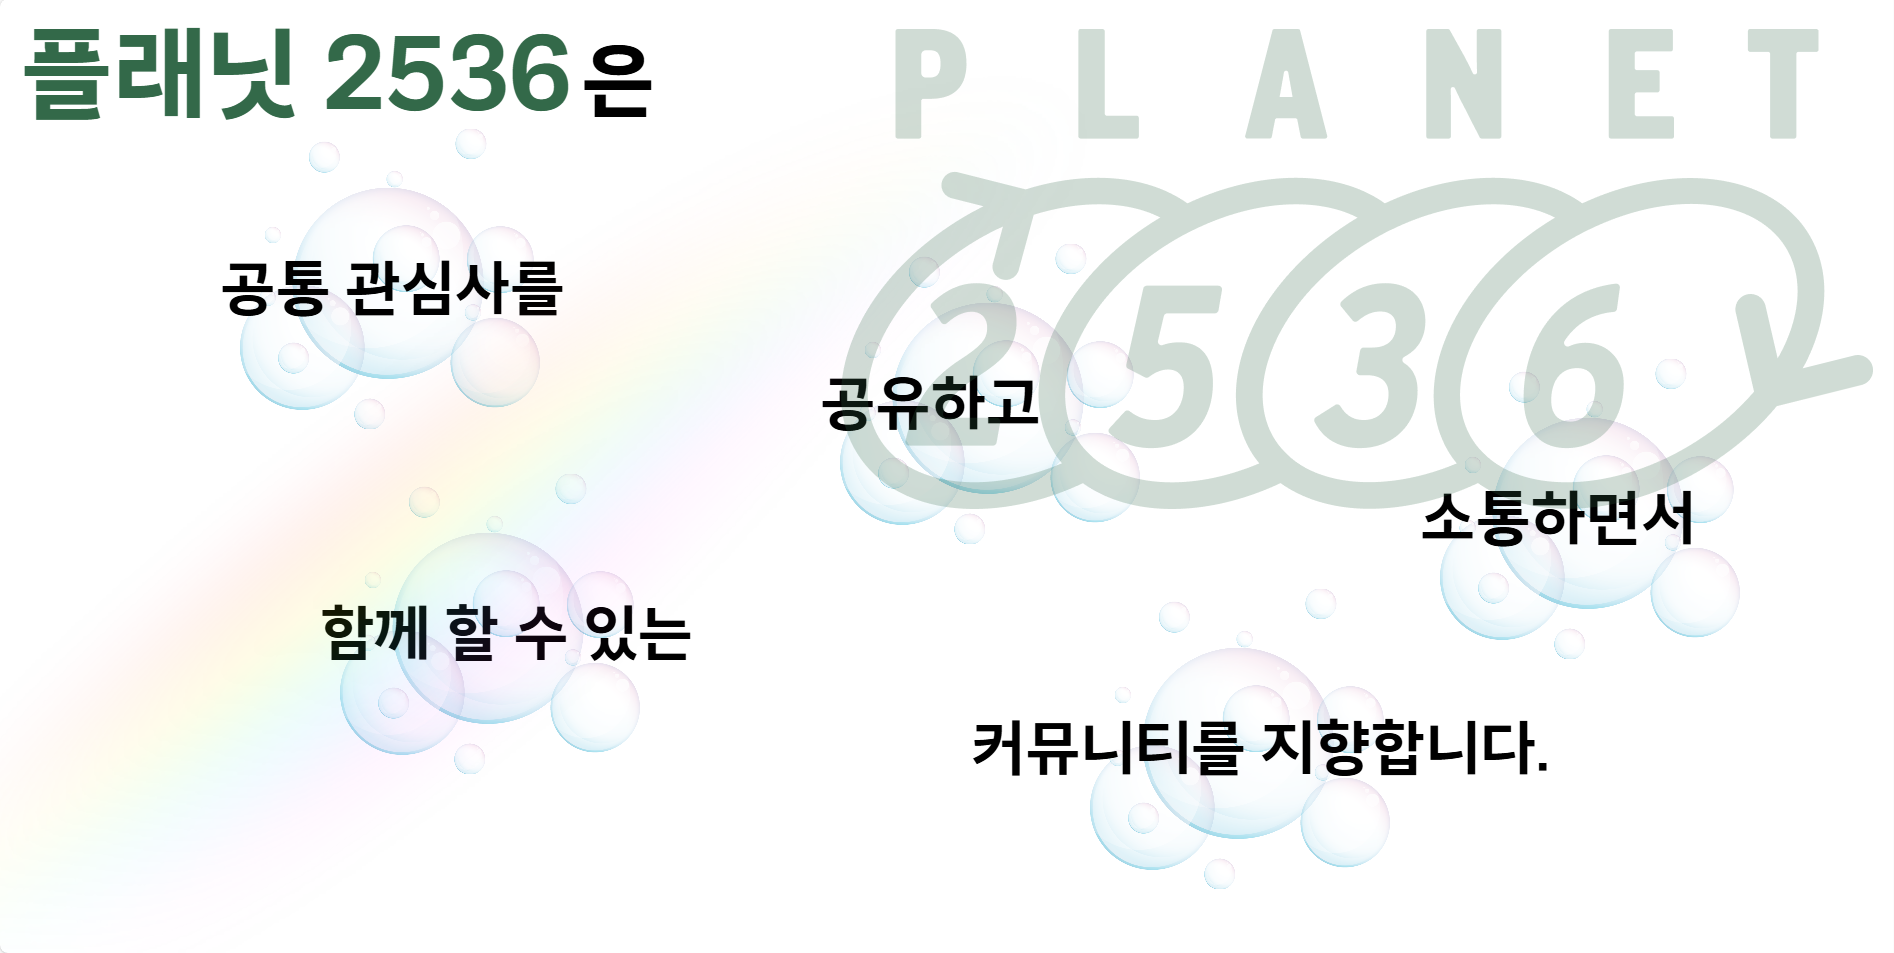 플래닛 2536은
PLANET
2536
공통 관심사를
공유하고
소통하면서
함께 할 수 있는
커뮤니티를 지향합니다.